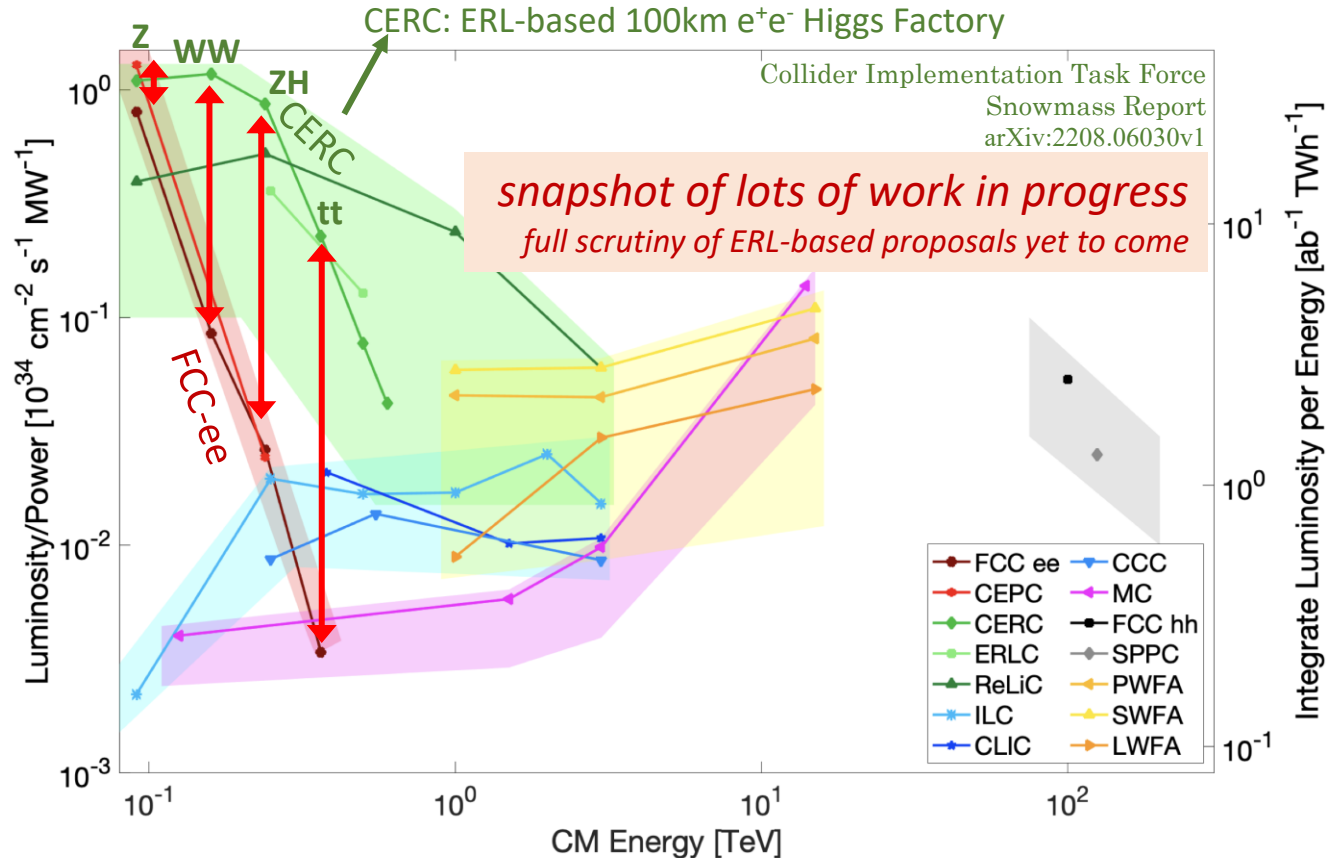 CERC: ERL-based 100km e⁺e⁻ Higgs Factory
Z
WW
ZH
CERC
tt
FCC-ee
Collider Implementation Task Force
Snowmass Report
arXiv:2208.06030v1
snapshot of lots of work in progress
full scrutiny of ERL-based proposals yet to come
Luminosity/Power [10³⁴ cm⁻² s⁻¹ MW⁻¹]
10⁰
10⁻¹
10⁻²
10⁻³
Integrate Luminosity per Energy [ab⁻¹ TWh⁻¹]
10¹
10⁰
10⁻¹
FCC ee
CEPC
CERC
ERLC
ReLiC
ILC
CLIC
CCC
MC
FCC hh
SPPC
PWFA
SWFA
LWFA
10⁻¹
10⁰
10¹
10²
CM Energy [TeV]